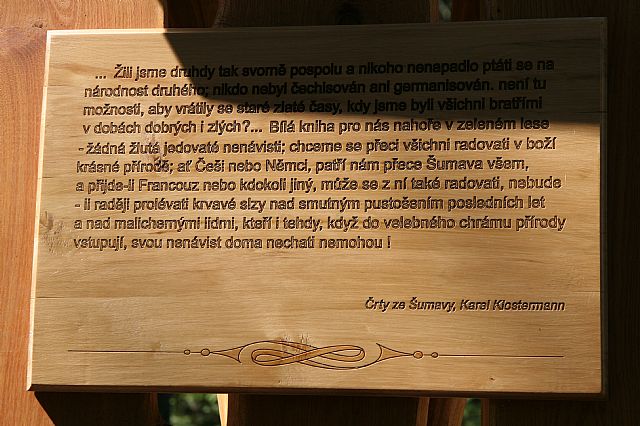 ... Žili jsme druhdy tak svorně pospolu a nikoho nenapadlo ptáti se na
národnost druhého; nikdo nebyl čechisován ani germanisován. není tu
možnosti, aby vrátily se staré zlaté časy, kdy jsme byli všichni bratřími
v dobách dobrých i zlých?... Bílá kniha pro nás nahoře v zeleném lese
- žádná žlutá jedovaté nenávisti; chceme se přeci všichni radovati v boží
krásné přírodě; ať Češi nebo Němci, patří nám přece Šumava všem,
a přijde-li Francouz nebo kdokoli jiný, může se z ní také radovati, nebude
- li raději prolévati krvavé slzy nad smutným pustošením posledních let
a nad malichernými lidmi, kteří i tehdy, když do velebného chrámu přírody
vstupují, svou nenávist doma nechati nemohou !
Črty ze Šumavy, Karel Klostermann